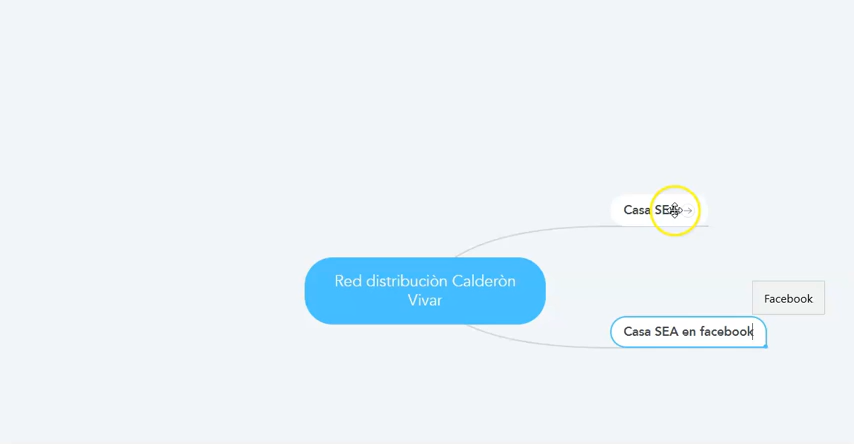 Casa SEA
Red distribuciòn Calderòn
Vivar
Facebook
Casa SEA en facebook